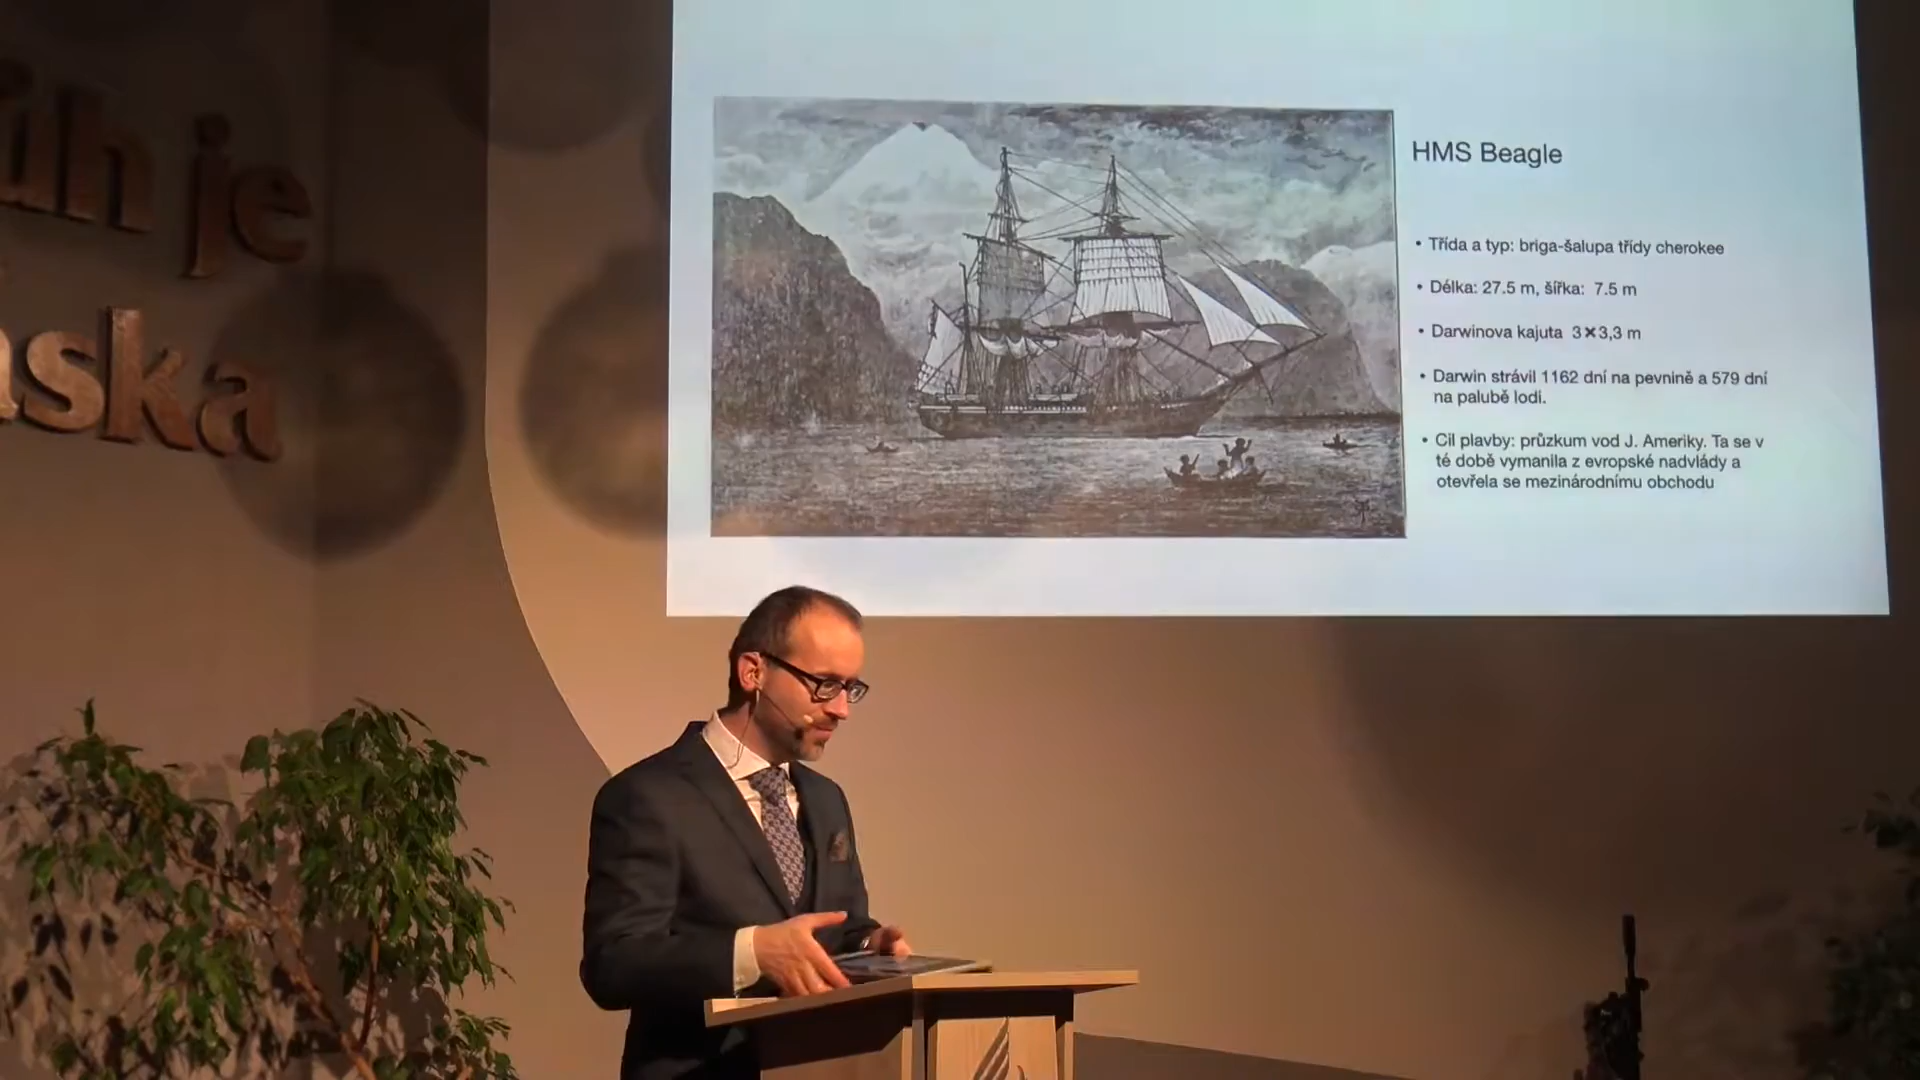 je
láska
HMS Beagle
• Třída a typ: briga-šalupa třídy cherokee
• Délka: 27.5 m, šířka: 7.5 m
• Darwinova kajuta 3×3,3 m
• Darwin strávil 1162 dní na pevnině a 579 dní
na palubě lodi.
• Cíl plavby: průzkum vod J. Ameriky. Ta se v
té době vymanila z evropské nadvlády a
otevřela se mezinárodnímu obchodu